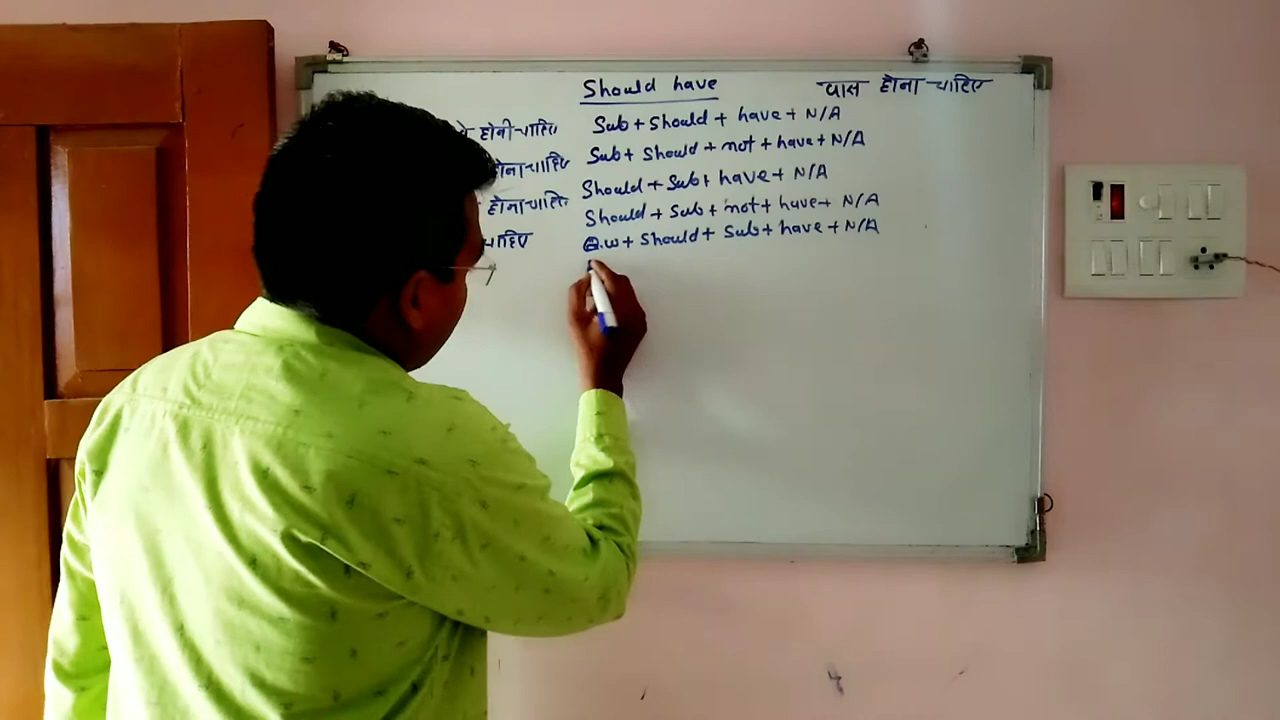 Should have पास होना चाहिए
होनी चाहिए Sub + Should + have + N/A
होना चाहिए Sub + Should + not + have + N/A
होना चाहिए Should + Sub + have + N/A
Should + Sub + not + have + N/A
चाहिए Q.W + Should + Sub + have + N/A